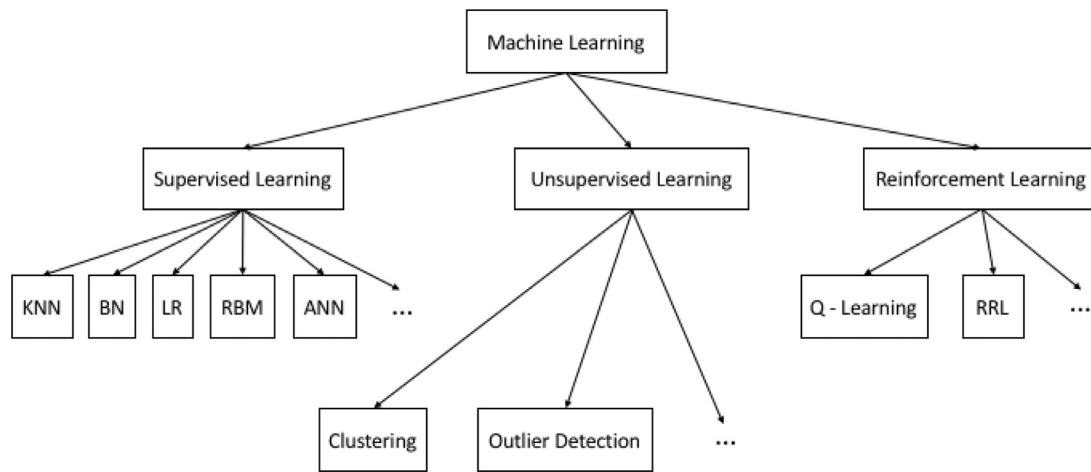 Machine Learning
Supervised Learning
Unsupervised Learning
Reinforcement Learning
KNN
BN
LR
RBM
ANN
...
Q - Learning
RRL
...
Clustering
Outlier Detection
...